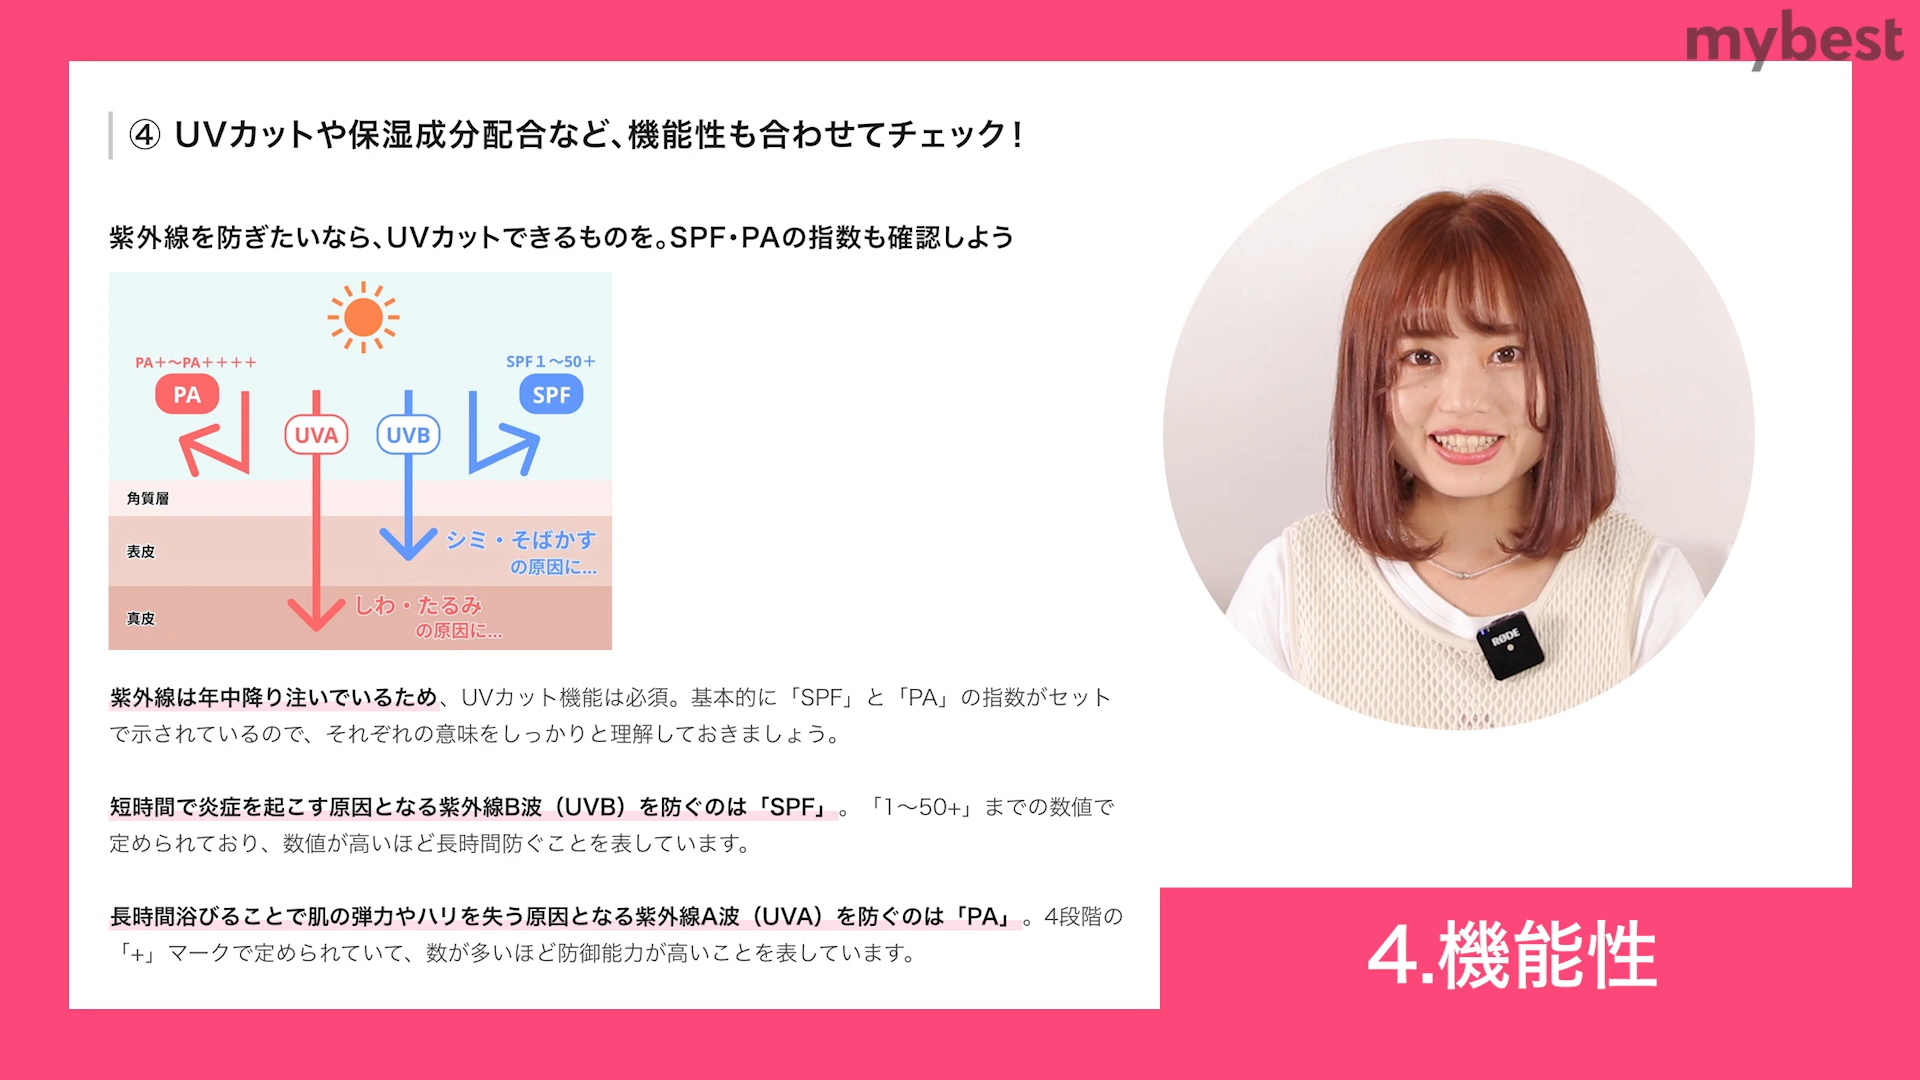 mybest
④ UVカットや保湿成分配合など、機能性も合わせてチェック！
紫外線を防ぎたいなら、UVカットできるものを。SPF・PAの指数も確認しよう
PA＋～PA＋＋＋＋
SPF１～50＋
PA
SPF
UVA
UVB
角質層
表皮
シミ・そばかす
の原因に...
真皮
しわ・たるみ
の原因に...
紫外線は年中降り注いでいるため、UVカット機能は必須。基本的に「SPF」と「PA」の指数がセット
で示されているので、それぞれの意味をしっかりと理解しておきましょう。
短時間で炎症を起こす原因となる紫外線B波（UVB）を防ぐのは「SPF」。「1～50+」までの数値で
定められており、数値が高いほど長時間防ぐことを表しています。
長時間浴びることで肌の弾力やハリを失う原因となる紫外線A波（UVA）を防ぐのは「PA」。4段階の
「+」マークで定められていて、数が多いほど防御能力が高いことを表しています。
RØDE
4.機能性